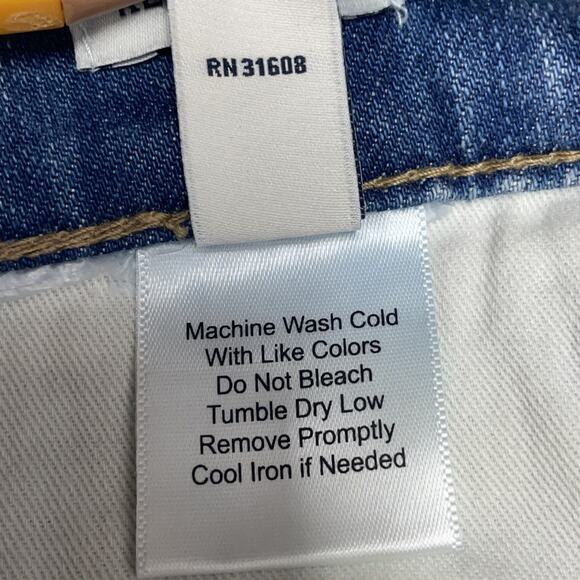 RN 31608
Machine Wash Cold
With Like Colors
Do Not Bleach
Tumble Dry Low
Remove Promptly
Cool Iron if Needed